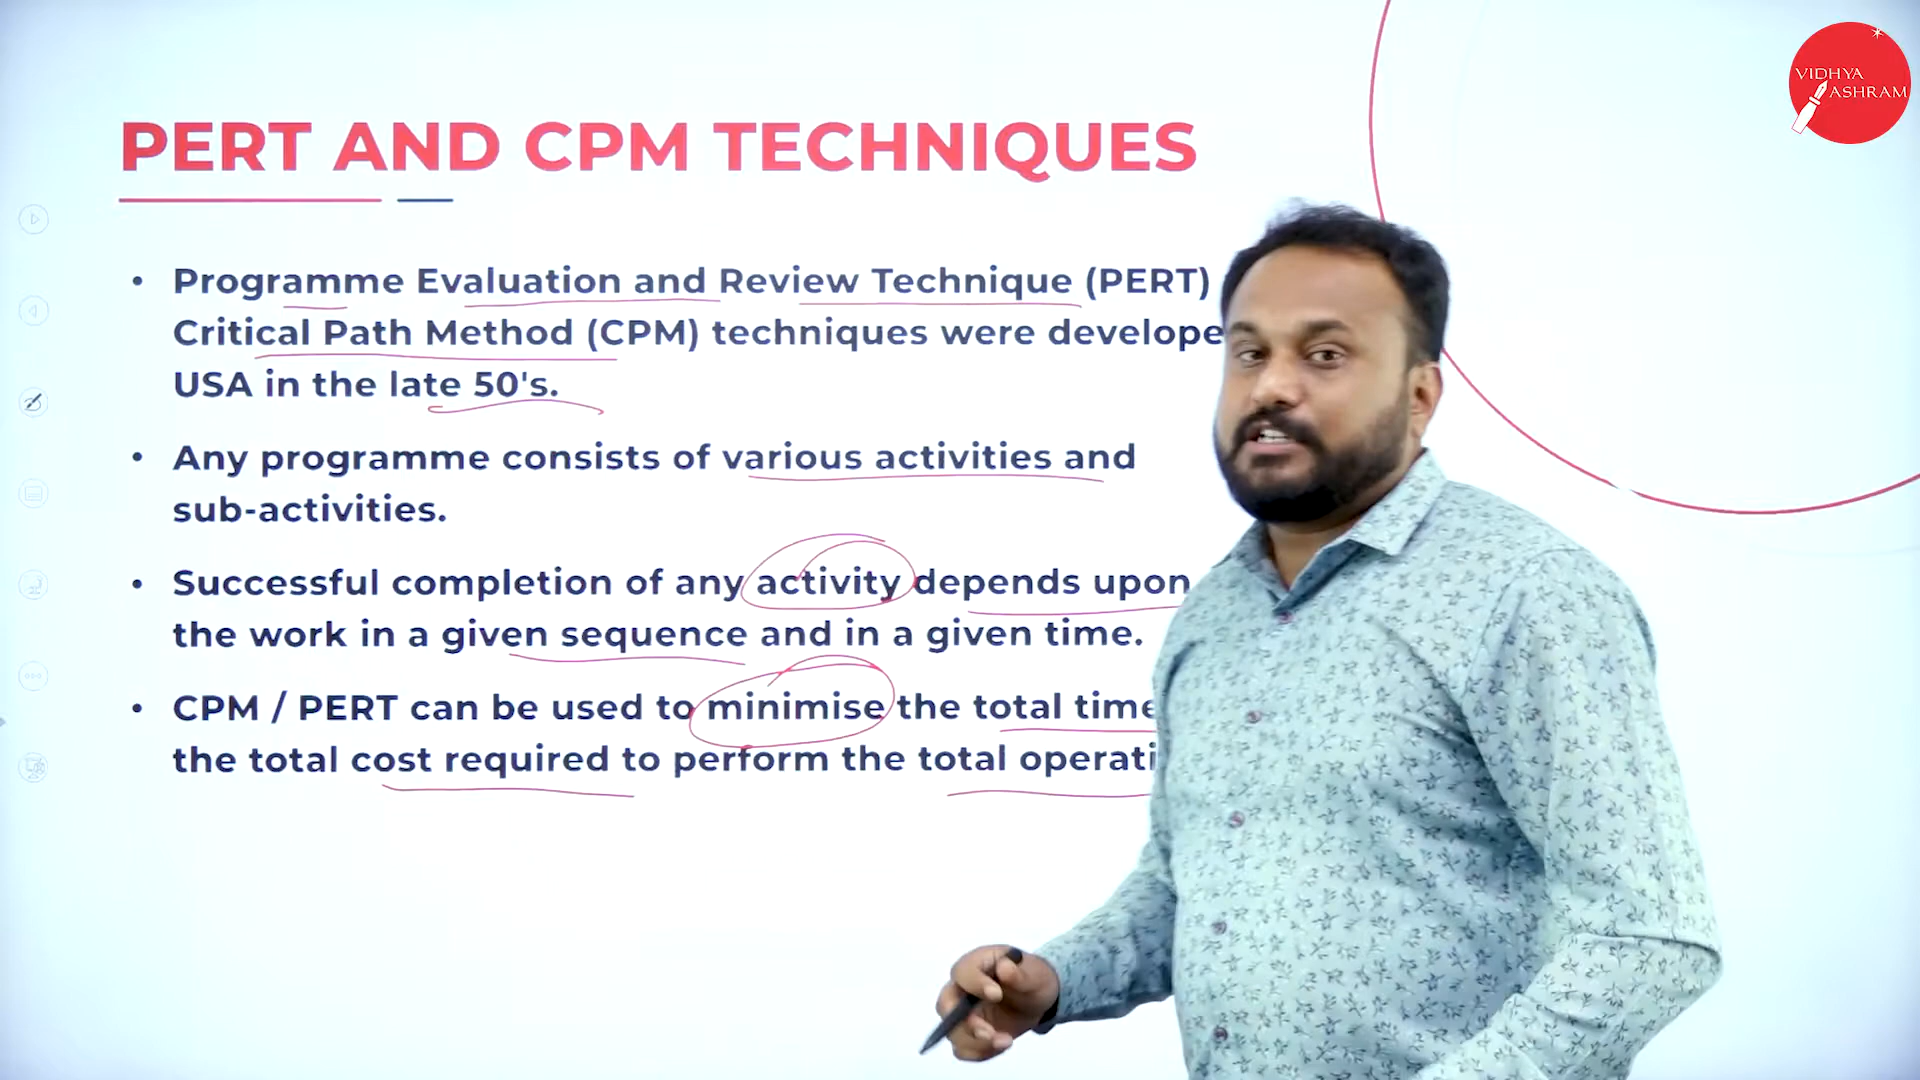 VIDHYA
ASHRAM
PERT AND CPM TECHNIQUES
• Programme Evaluation and Review Technique (PERT)
Critical Path Method (CPM) techniques were develope
USA in the late 50's.
• Any programme consists of various activities and
sub-activities.
• Successful completion of any activity depends upon
the work in a given sequence and in a given time.
• CPM / PERT can be used to minimise the total time
the total cost required to perform the total operati